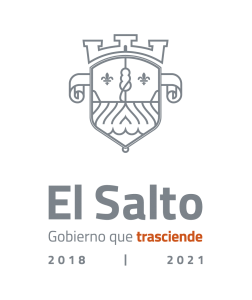 El Salto
Gobierno que trasciende
2018 | 2021